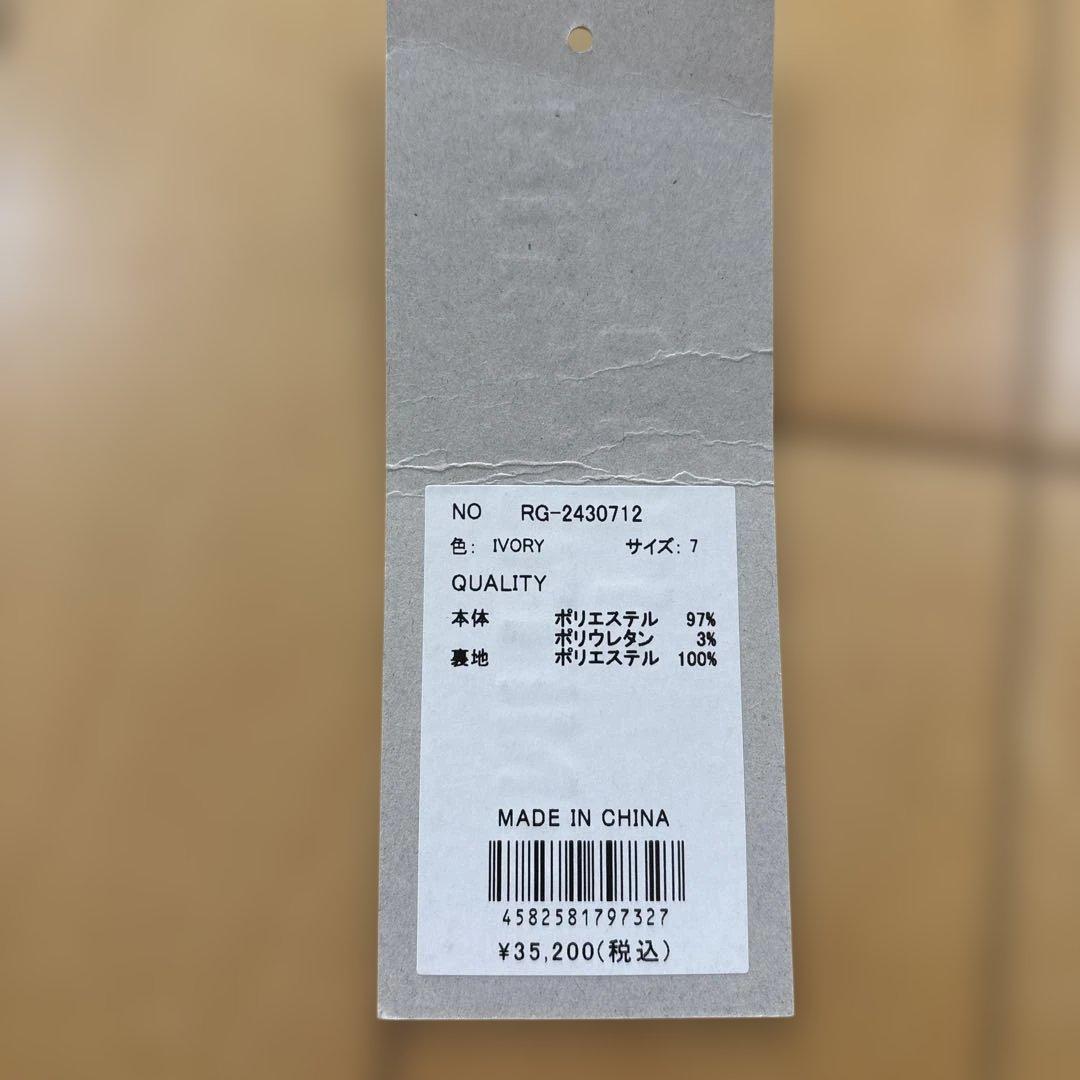 NO RG-2430712
色: IVORY サイズ: 7
QUALITY
本体 ポリエステル 97%
ポリウレタン 3%
裏地 ポリエステル 100%
MADE IN CHINA
4582581797327
¥35,200(税込)